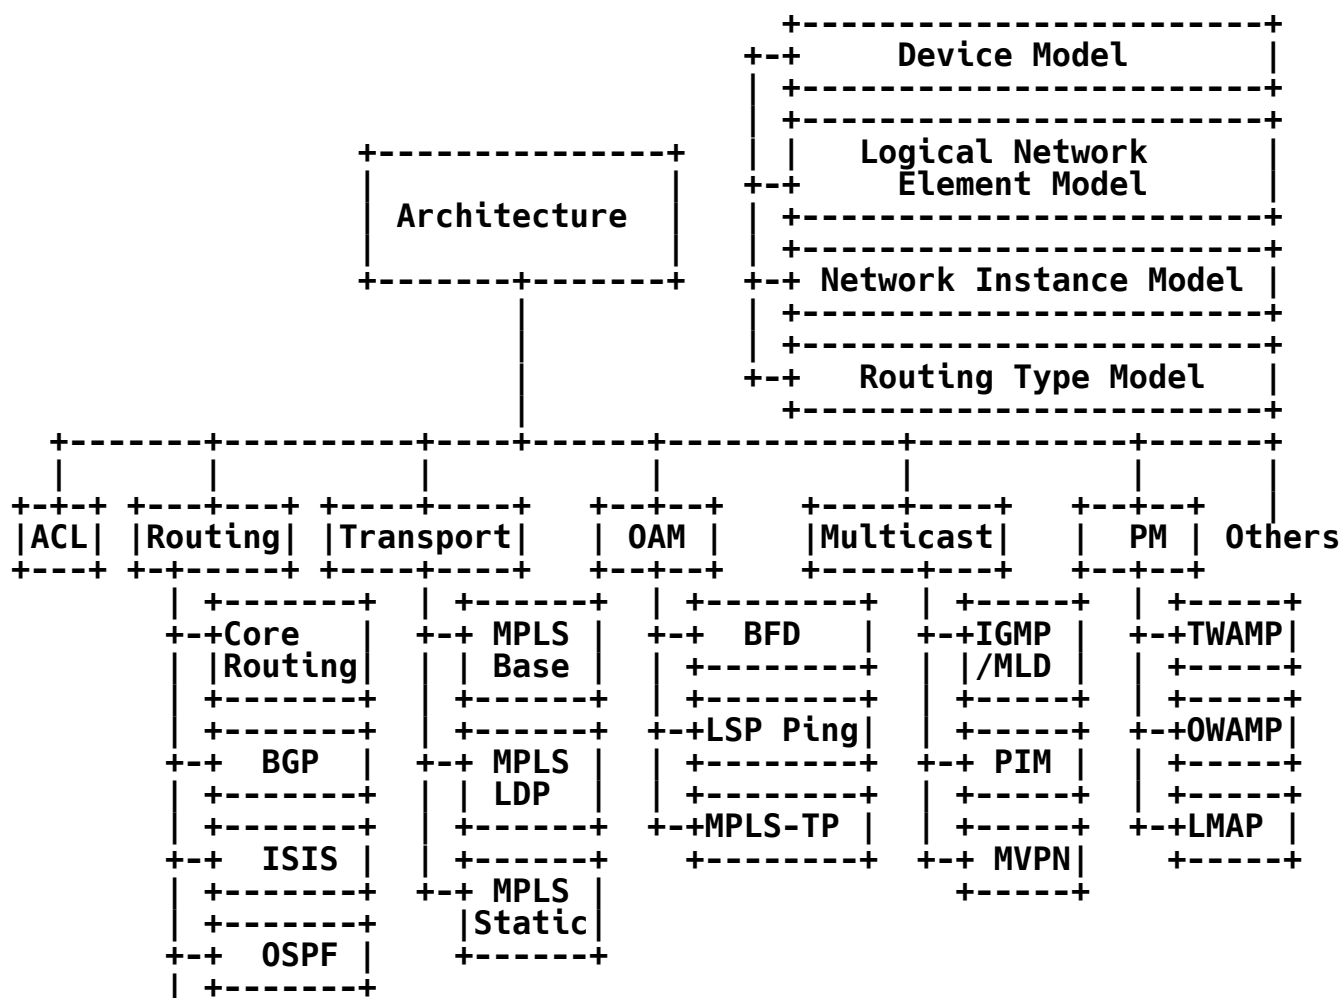 Device Model
Logical Network
Element Model
Architecture
Network Instance Model
Routing Type Model
ACL
Routing
Transport
OAM
Multicast
PM
Others
Core
Routing
BGP
ISIS
OSPF
MPLS
Base
MPLS
LDP
MPLS
Static
BFD
LSP Ping
MPLS-TP
IGMP
/MLD
PIM
MVPN
TWAMP
OWAMP
LMAP